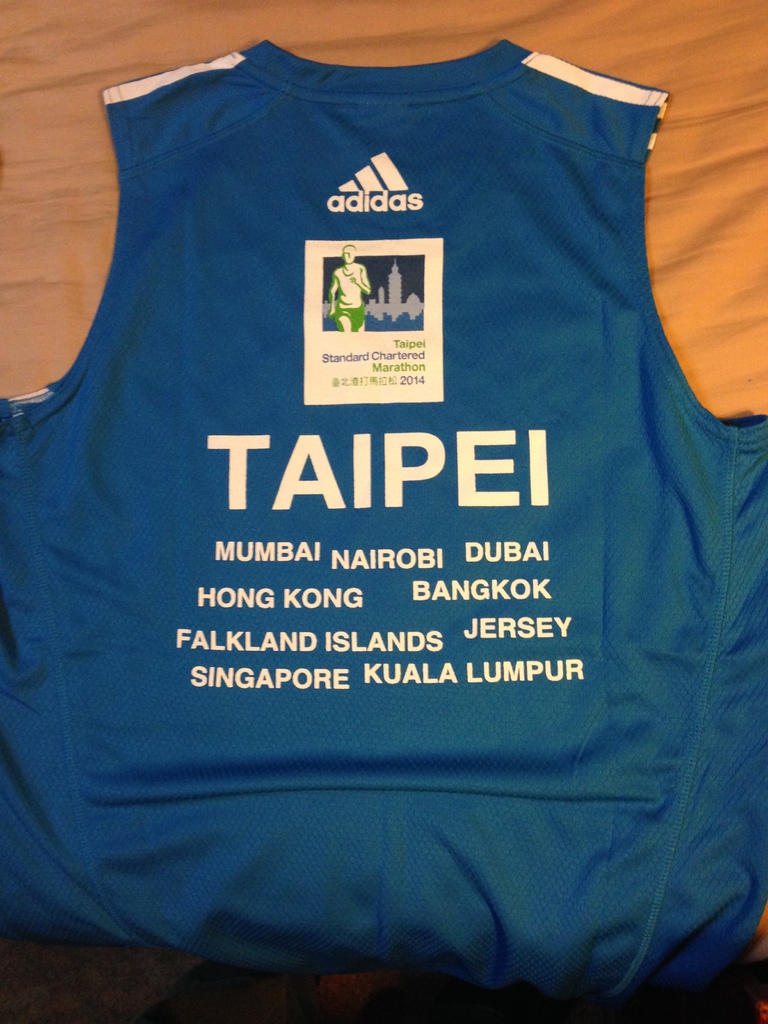 adidas
Taipei
Standard Chartered
Marathon
臺北渣打馬拉松 2014
TAIPEI
MUMBAI NAIROBI DUBAI
HONG KONG BANGKOK
FALKLAND ISLANDS JERSEY
SINGAPORE KUALA LUMPUR